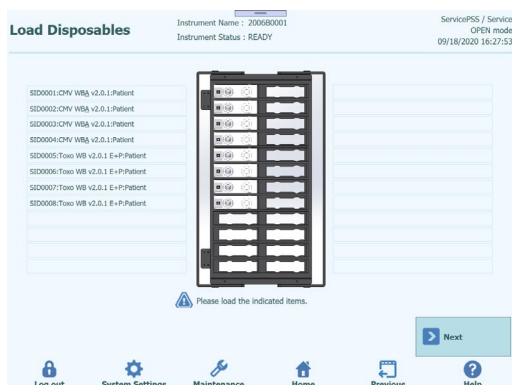 Load Disposables
Instrument Name : 2006B0001
Instrument Status : READY
ServicePSS / Service
OPEN mode
09/18/2020 16:27:53
SID0001:CMV WBA v2.0.1:Patient
SID0002:CMV WBA v2.0.1:Patient
SID0003:CMV WBA v2.0.1:Patient
SID0004:CMV WBA v2.0.1:Patient
SID0005:Toxo WB v2.0.1 E+P:Patient
SID0006:Toxo WB v2.0.1 E+P:Patient
SID0007:Toxo WB v2.0.1 E+P:Patient
SID0008:Toxo WB v2.0.1 E+P:Patient
Please load the indicated items.
Next
Log out
System Settings
Maintenance
Home
Previous
Help